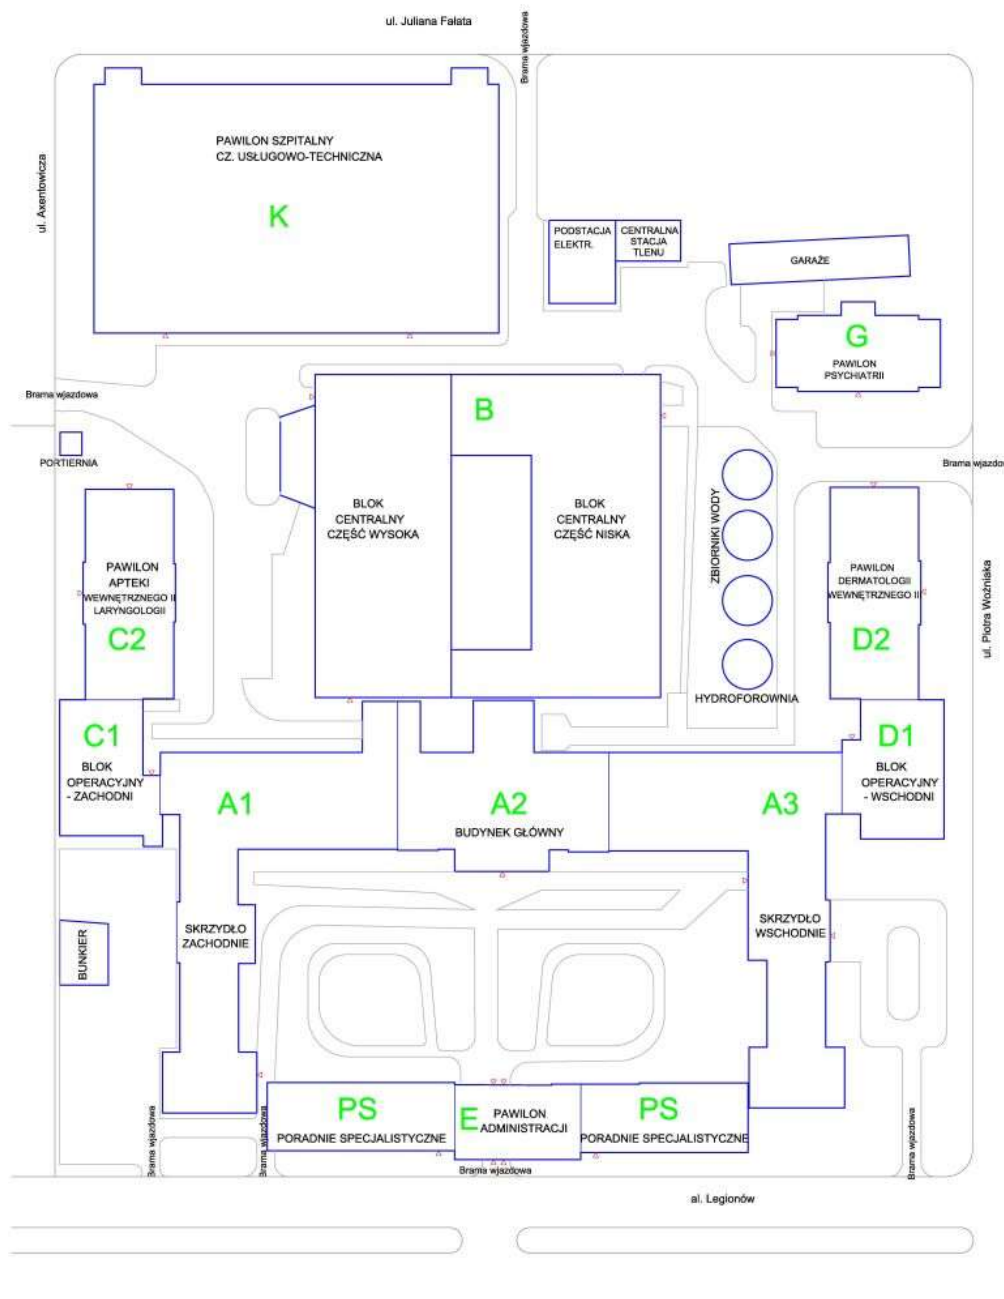 ul. Juliana Fałata
Brama wjazdowa
ul. Axentowicza
PAWILON SZPITALNY
CZ. USŁUGOWO-TECHNICZNA
K
PODSTACJA
ELEKTR.
CENTRALNA
STACJA
TLENU
GARAŻE
G
PAWILON
PSYCHIATRII
Brama wjazdowa
B
PORTIERNIA
Brama wjazdo
BLOK
CENTRALNY
CZĘŚĆ WYSOKA
BLOK
CENTRALNY
CZĘŚĆ NISKA
ZBIORNIKI WODY
PAWILON
APTEKI
WEWNĘTRZNEGO II
LARYNGOLOGII
C2
PAWILON
DERMATOLOGII
WEWNĘTRZNEGO II
D2
ul. Piotra Woźniaka
HYDROFOROWNIA
C1
BLOK
OPERACYJNY
- ZACHODNI
D1
BLOK
OPERACYJNY
- WSCHODNI
A1
A2
BUDYNEK GŁÓWNY
A3
BUNKIER
SKRZYDŁO
ZACHODNIE
SKRZYDŁO
WSCHODNIE
PS
PORADNIE SPECJALISTYCZNE
E
PAWILON
ADMINISTRACJI
PS
PORADNIE SPECJALISTYCZNE
Brama wjazdowa
Brama wjazdowa
Brama wjazdowa
Brama wjazdowa
al. Legionów